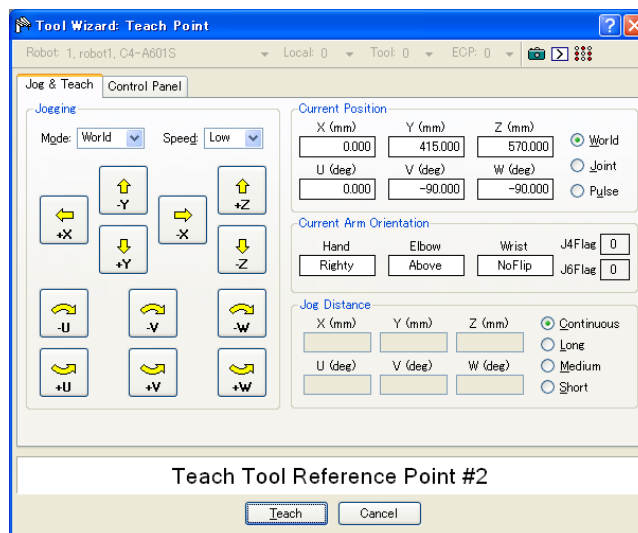 Tool Wizard: Teach Point
Robot: 1, robot1, C4-A601S Local: 0 Tool: 0 ECP: 0
Jog & Teach Control Panel
Jogging
Mode: World Speed: Low
-Y +Z
+X -X
+Y -Z
-U -V -W
+U +V +W
Current Position
X (mm) Y (mm) Z (mm)
0.000 415.000 570.000
U (deg) V (deg) W (deg)
0.000 -90.000 -90.000
World
Joint
Pulse
Current Arm Orientation
Hand Elbow Wrist J4Flag 0
Righty Above NoFlip J6Flag 0
Jog Distance
X (mm) Y (mm) Z (mm)
U (deg) V (deg) W (deg)
Continuous
Long
Medium
Short
Teach Tool Reference Point #2
Teach Cancel